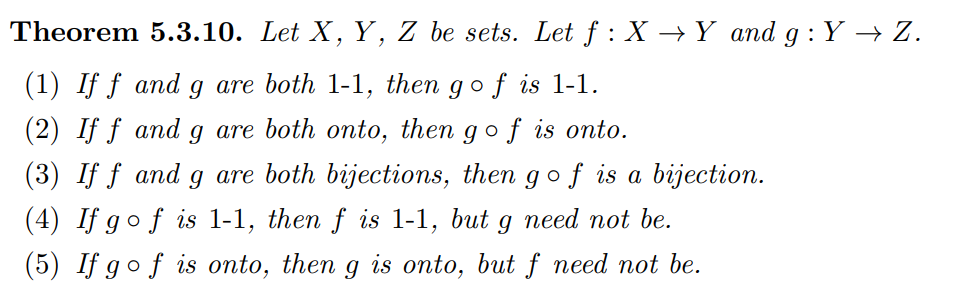 Theorem 5.3.10. Let X, Y, Z be sets. Let f : X → Y and g : Y → Z.
(1) If f and g are both 1-1, then g ∘ f is 1-1.
(2) If f and g are both onto, then g ∘ f is onto.
(3) If f and g are both bijections, then g ∘ f is a bijection.
(4) If g ∘ f is 1-1, then f is 1-1, but g need not be.
(5) If g ∘ f is onto, then g is onto, but f need not be.